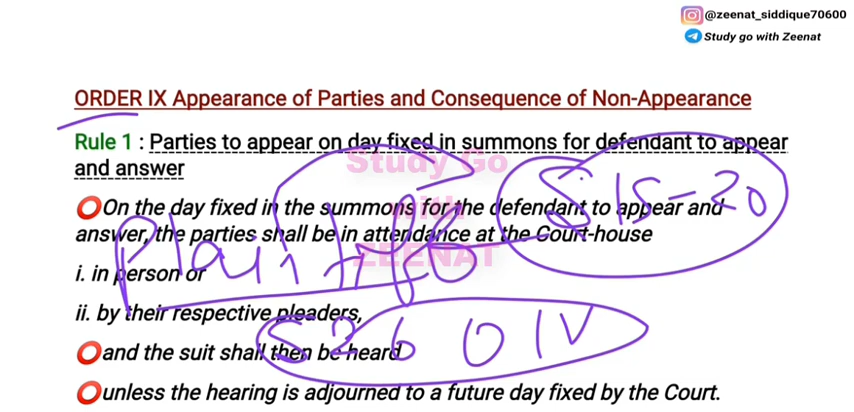 @zeenat_siddique70600
Study go with Zeenat
ORDER IX Appearance of Parties and Consequence of Non-Appearance
Rule 1 : Parties to appear on day fixed in summons for defendant to appear
and answer
Study Go
with
ZEENAT
On the day fixed in the summons for the defendant to appear and
answer, the parties shall be in attendance at the Court-house
i. in person or
ii. by their respective pleaders,
and the suit shall then be heard
unless the hearing is adjourned to a future day fixed by the Court.
S 15-20
Plaintiff
S26 O IV